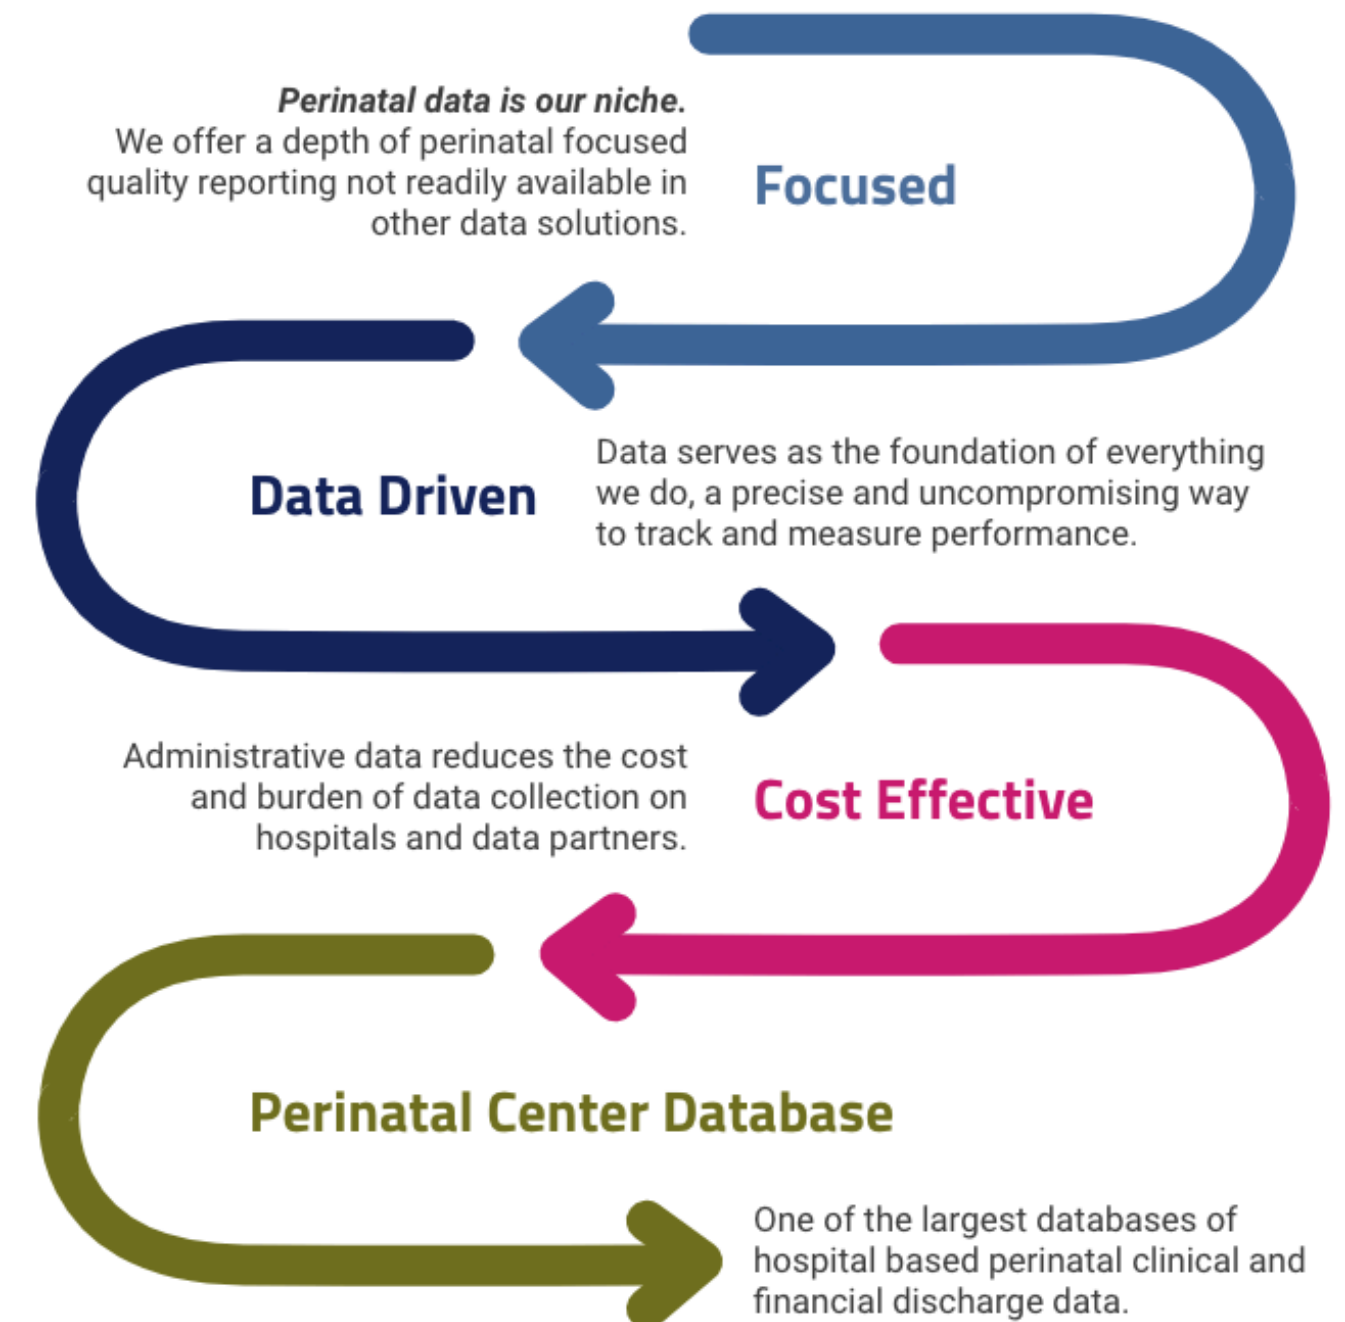 Perinatal data is our niche.
We offer a depth of perinatal focused
quality reporting not readily available in
other data solutions.
Focused
Data Driven
Data serves as the foundation of everything
we do, a precise and uncompromising way
to track and measure performance.
Administrative data reduces the cost
and burden of data collection on
hospitals and data partners.
Cost Effective
Perinatal Center Database
One of the largest databases of
hospital based perinatal clinical and
financial discharge data.